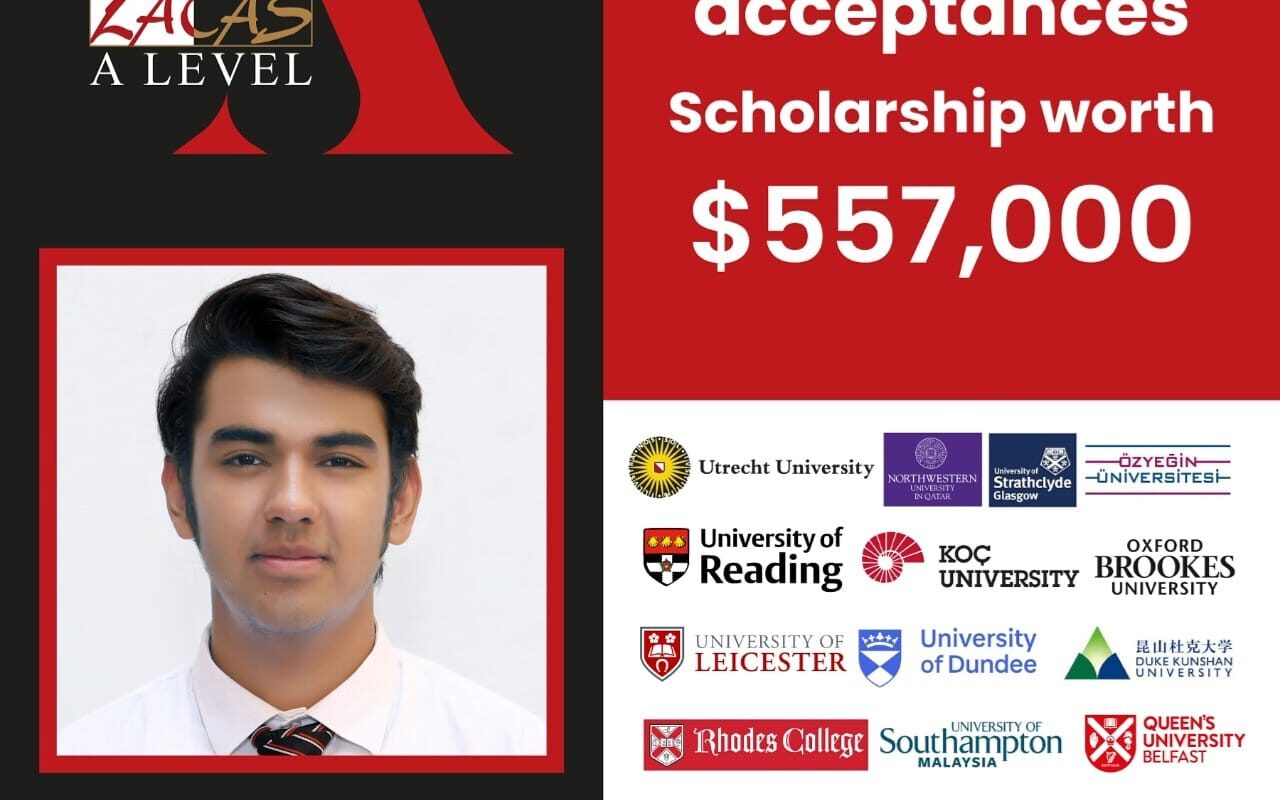 ZACAS
A LEVEL
acceptances
Scholarship worth
$557,000
Utrecht University
NORTHWESTERN
UNIVERSITY
IN QATAR
University of
Strathclyde
Glasgow
ÖZYEĞİN
ÜNİVERSİTESİ
University of
Reading
KOÇ
UNIVERSITY
OXFORD
BROOKES
UNIVERSITY
UNIVERSITY OF
LEICESTER
University
of Dundee
昆山杜克大学
DUKE KUNSHAN
UNIVERSITY
Rhodes College
UNIVERSITY OF
Southampton
MALAYSIA
QUEEN'S
UNIVERSITY
BELFAST